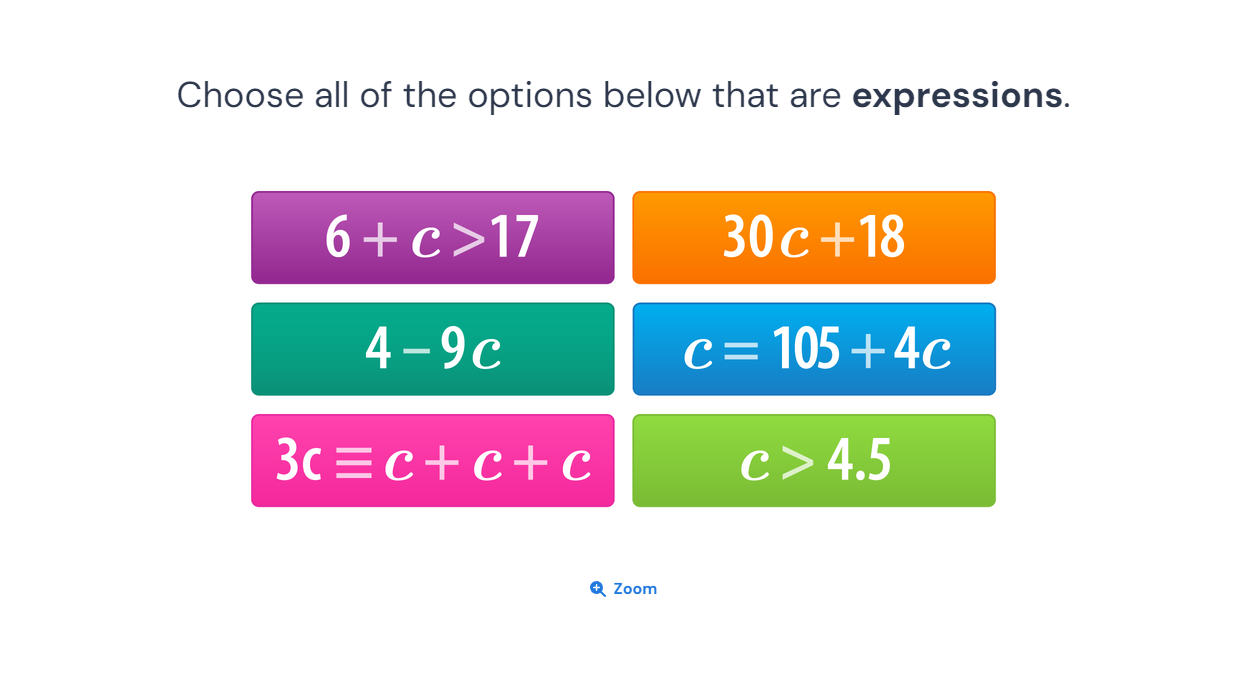 Choose all of the options below that are expressions.
6 + c > 17
30c + 18
4 − 9c
c = 105 + 4c
3c ≡ c + c + c
c > 4.5
Zoom